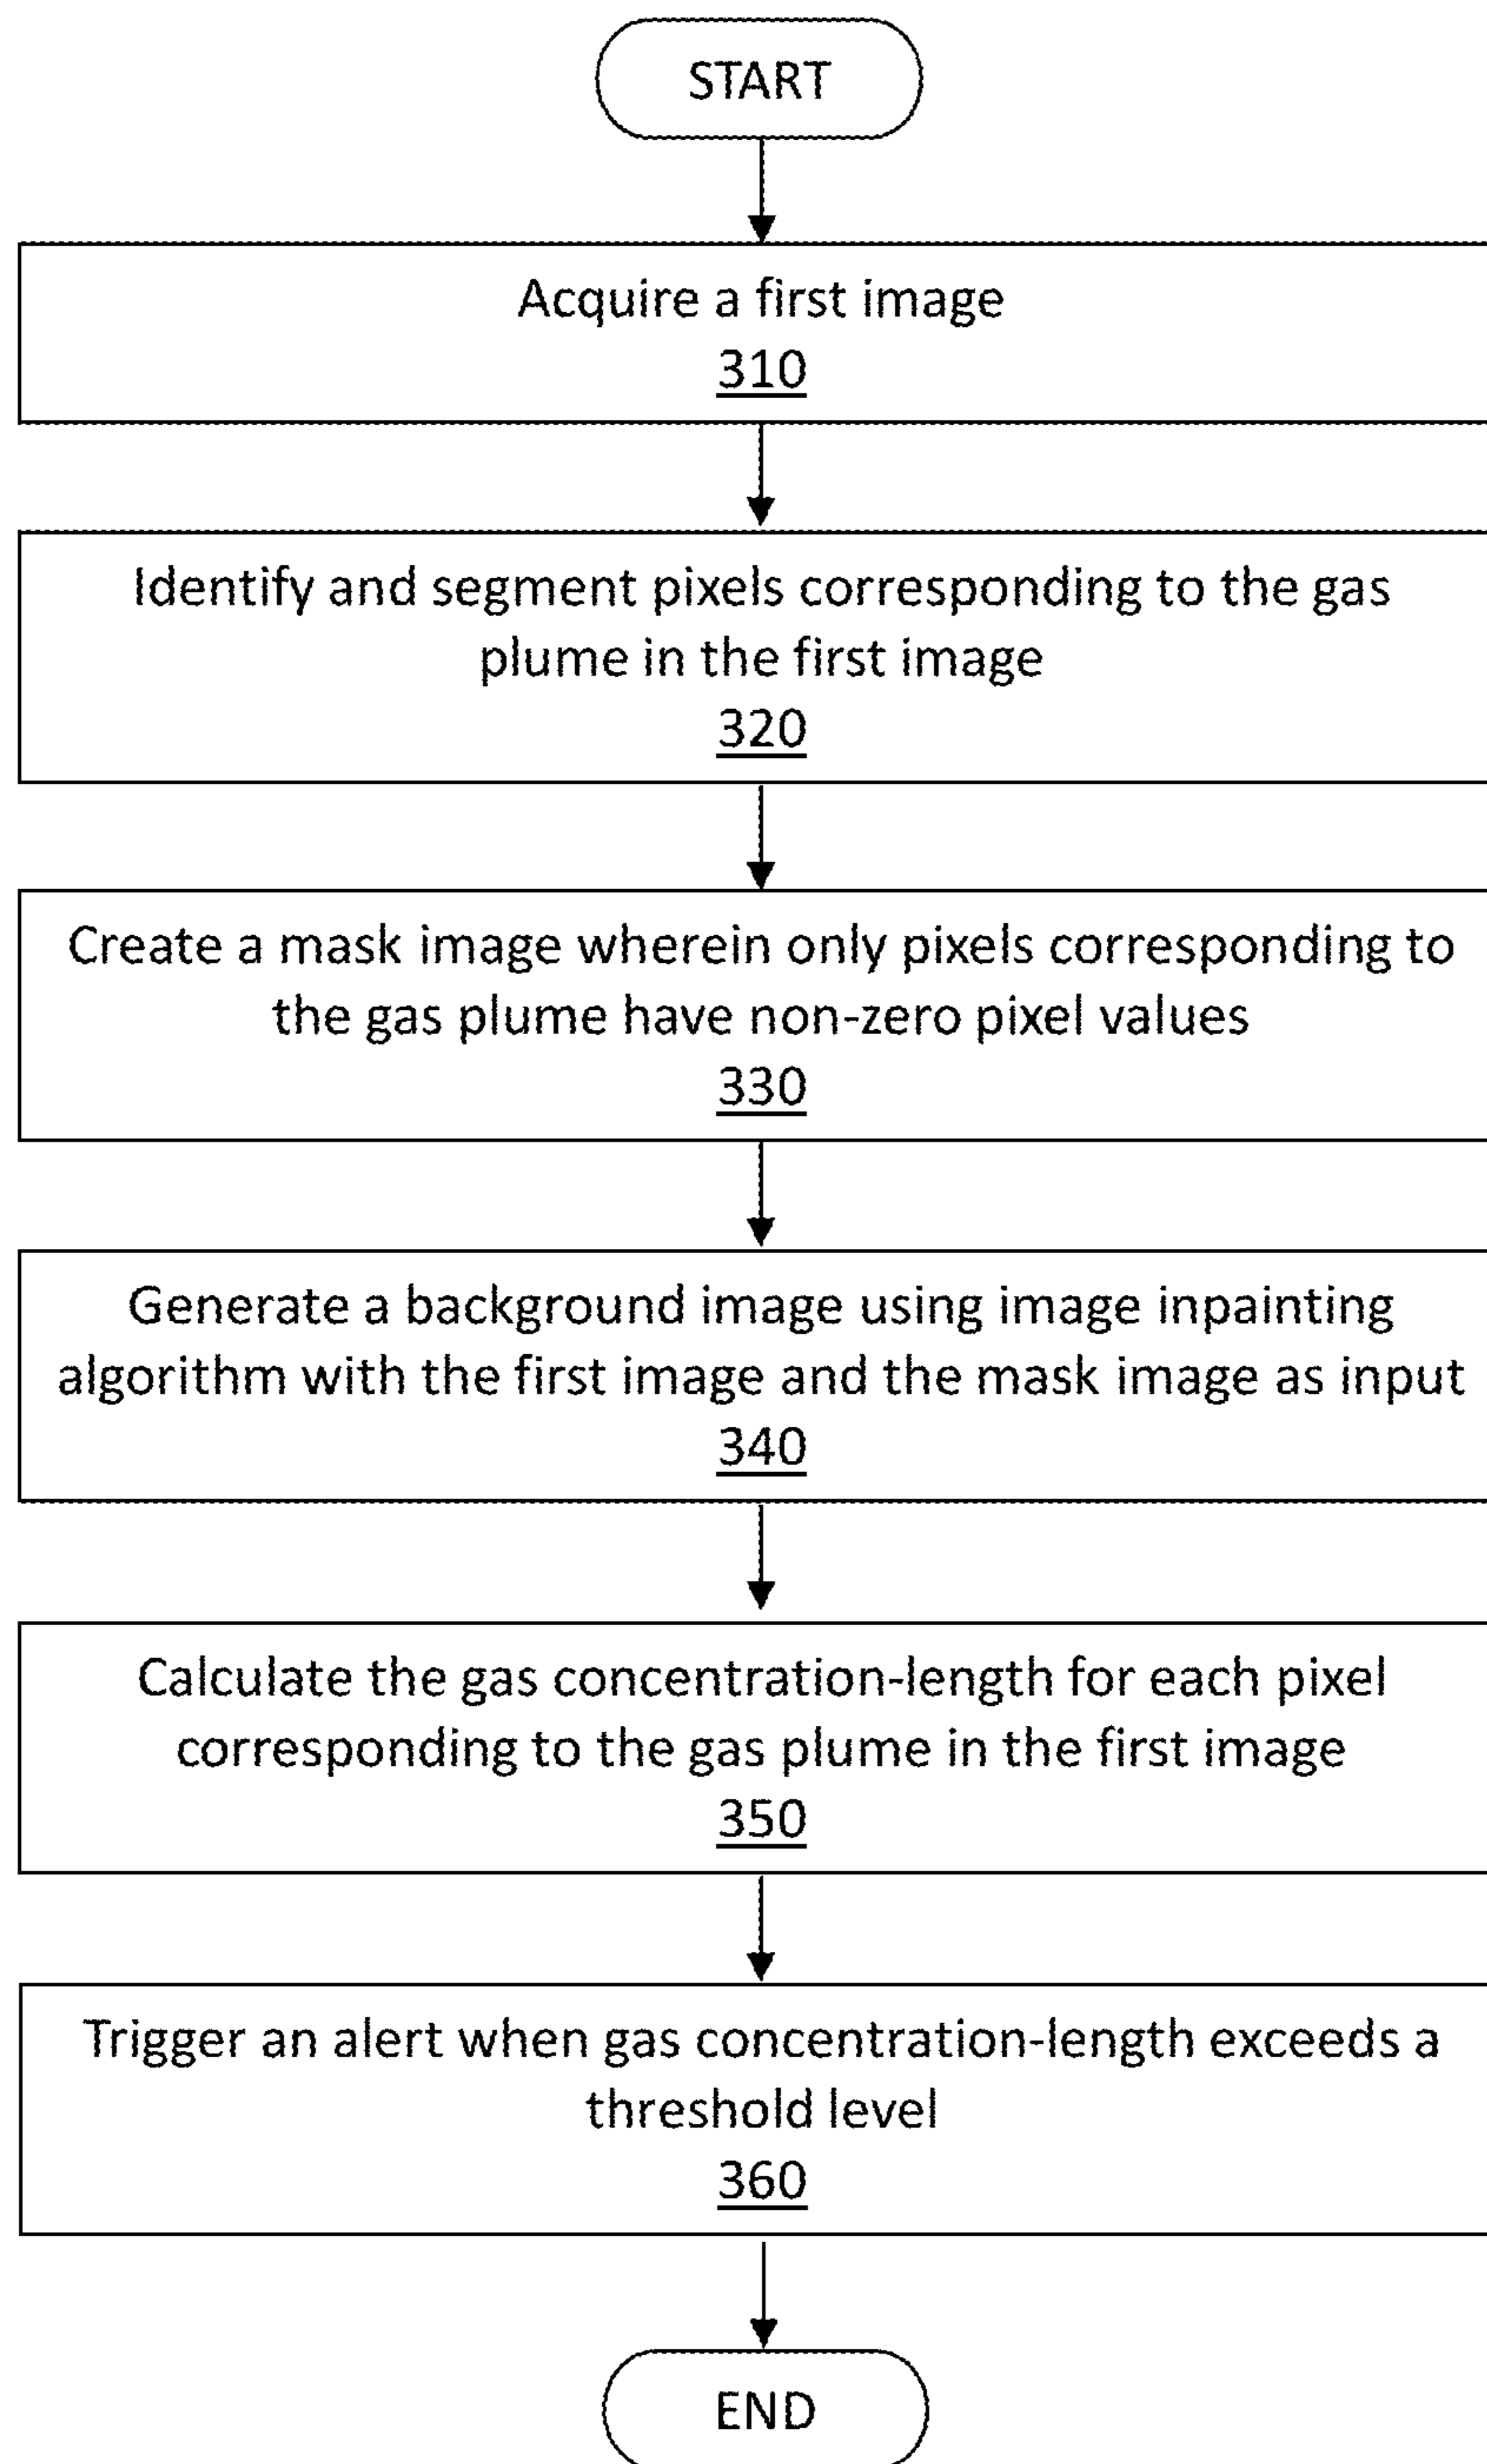 START
Acquire a first image
310
Identify and segment pixels corresponding to the gas
plume in the first image
320
Create a mask image wherein only pixels corresponding to
the gas plume have non-zero pixel values
330
Generate a background image using image inpainting
algorithm with the first image and the mask image as input
340
Calculate the gas concentration-length for each pixel
corresponding to the gas plume in the first image
350
Trigger an alert when gas concentration-length exceeds a
threshold level
360
END